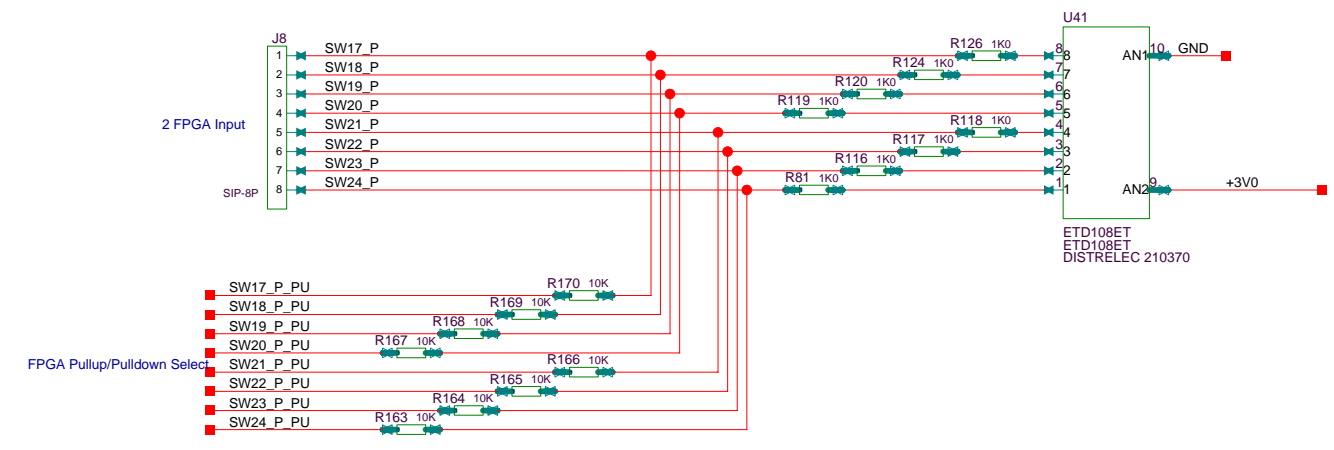 U41
J8
1 SW17_P R126 1K0 8 8 AN1 10 GND
2 SW18_P R124 1K0 7 7
3 SW19_P R120 1K0 6 6
4 SW20_P R119 1K0 5 5
2 FPGA Input
5 SW21_P R118 1K0 4 4
6 SW22_P R117 1K0 3 3
7 SW23_P R116 1K0 2 2
8 SW24_P R81 1K0 1 1 AN2 9 +3V0
SIP-8P
ETD108ET
ETD108ET
DISTRELEC 210370
SW17_P_PU R170 10K
SW18_P_PU R169 10K
SW19_P_PU R168 10K
SW20_P_PU R167 10K
FPGA Pullup/Pulldown Select
SW21_P_PU R166 10K
SW22_P_PU R165 10K
SW23_P_PU R164 10K
SW24_P_PU R163 10K